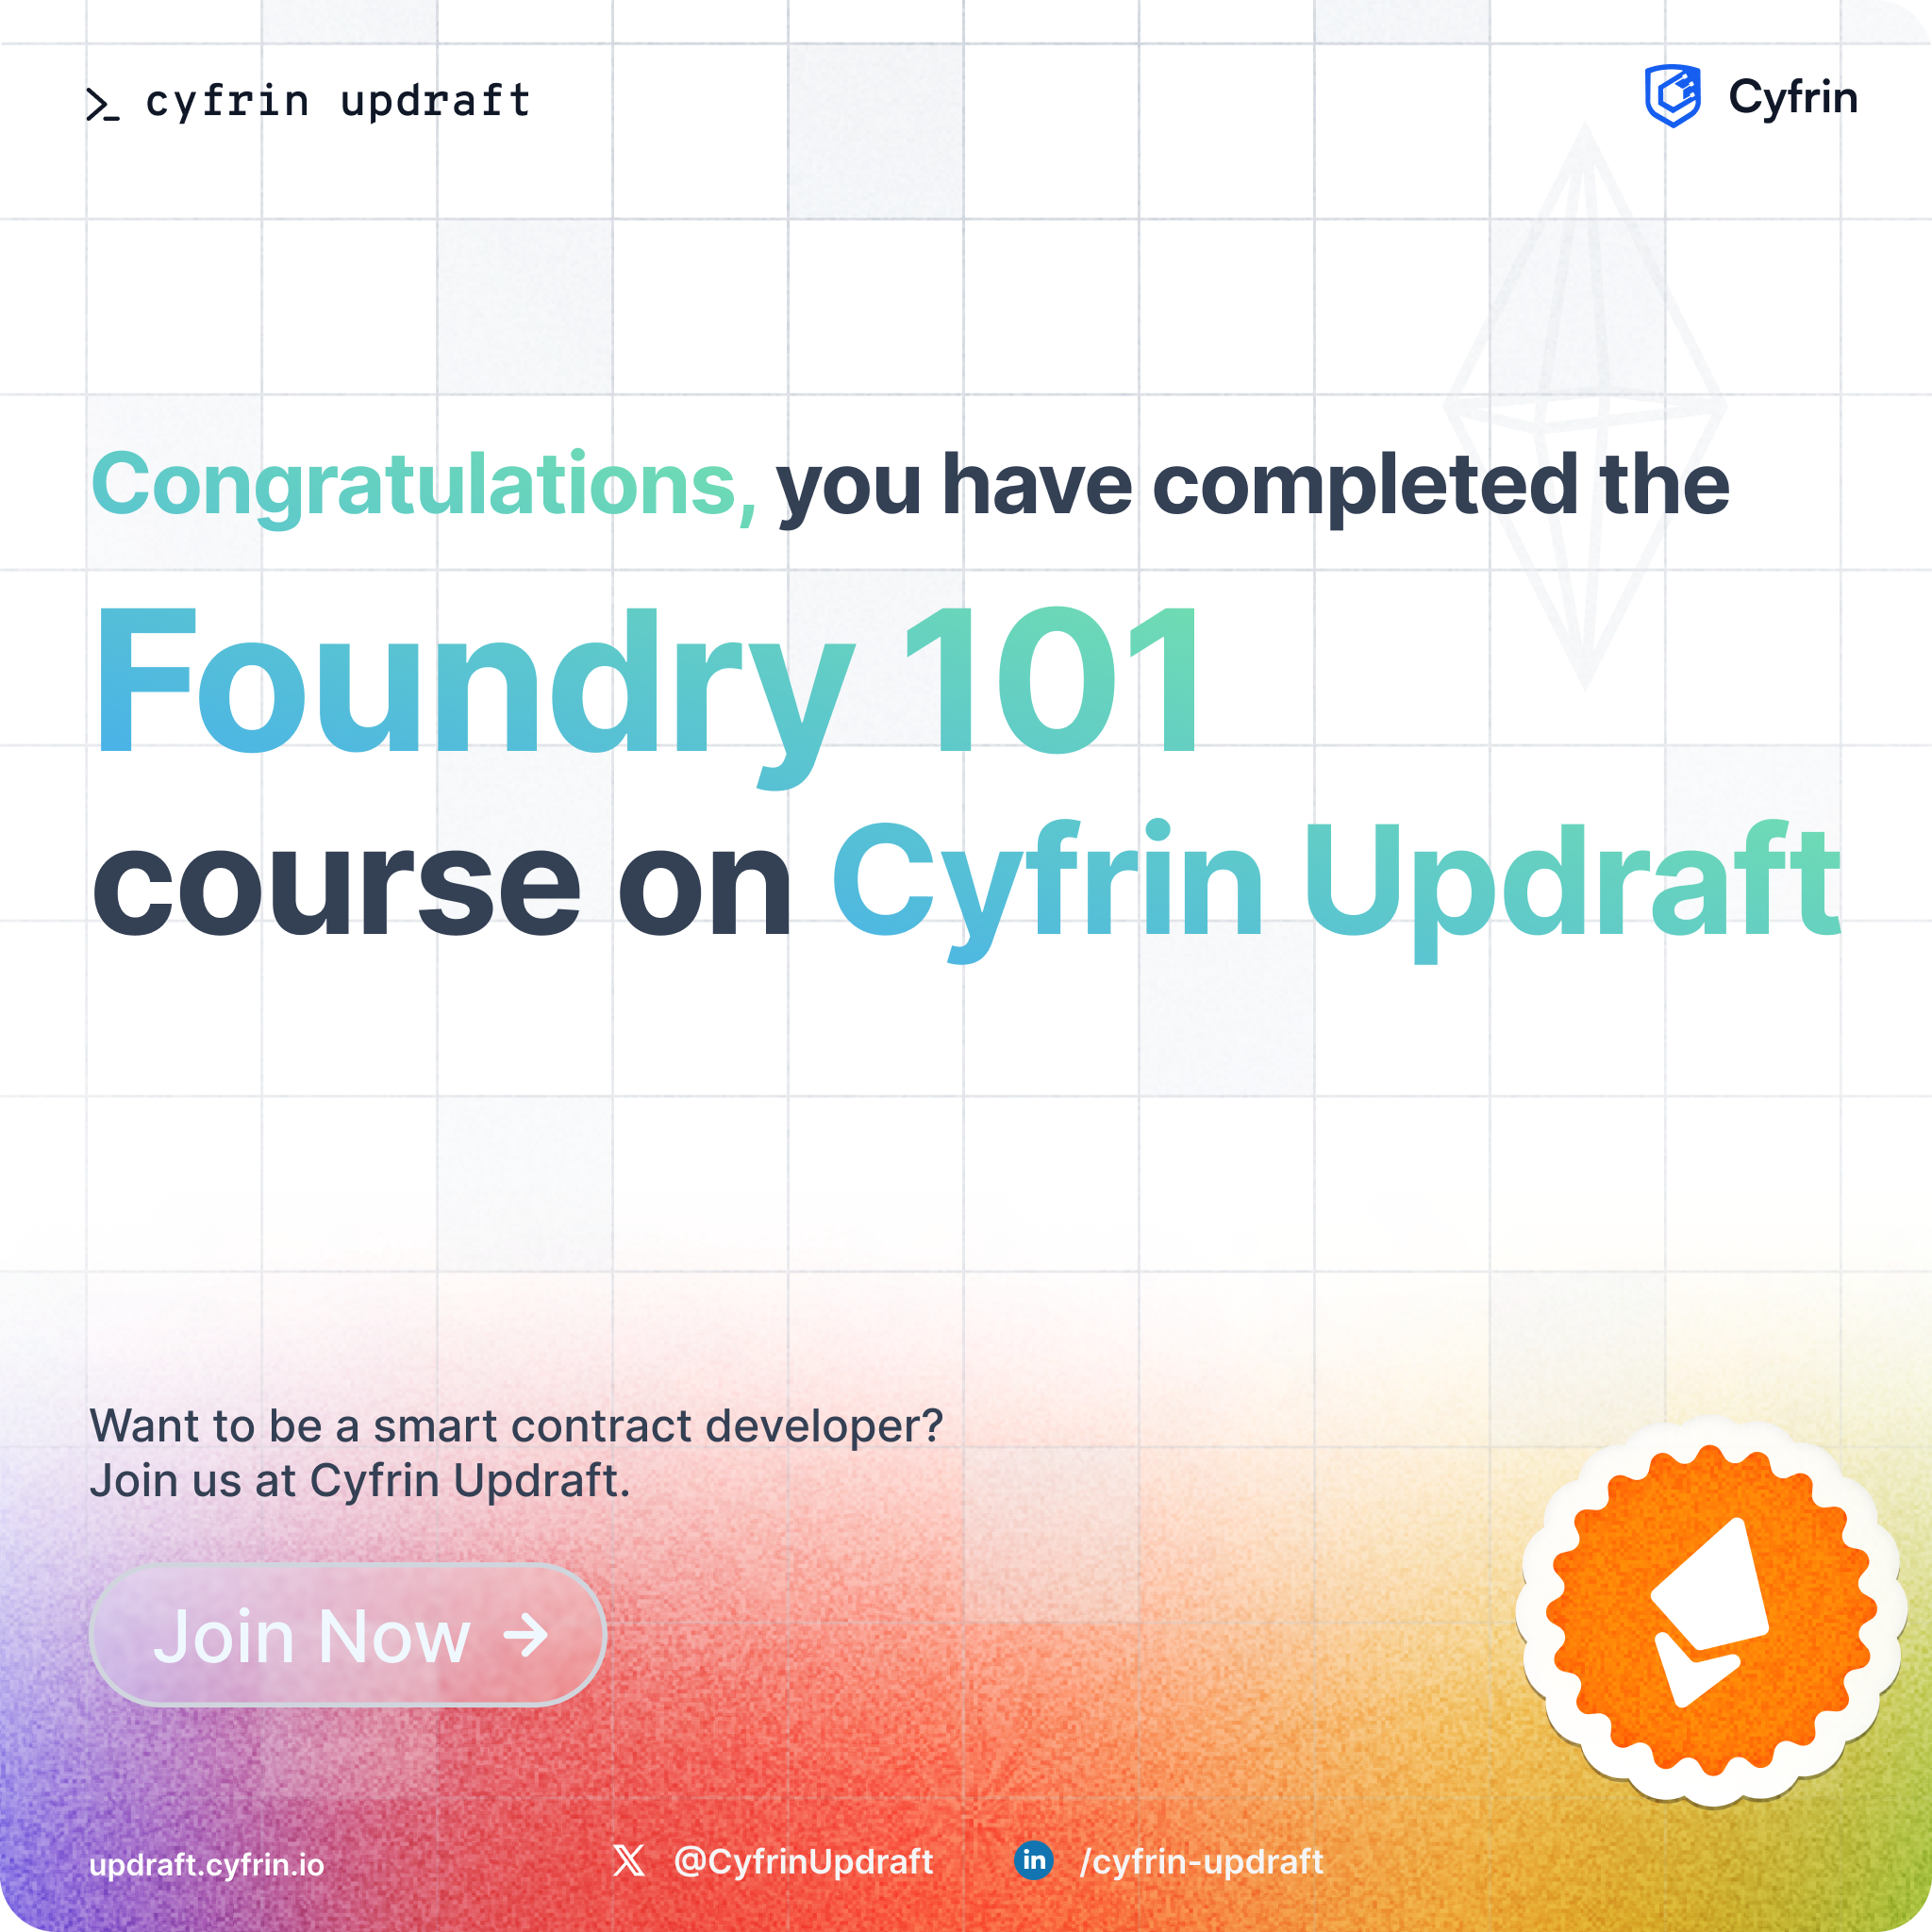 >_ cyfrin updraft
Cyfrin
Congratulations, you have completed the
Foundry 101
course on Cyfrin Updraft
Want to be a smart contract developer?
Join us at Cyfrin Updraft.
Join Now →
updraft.cyfrin.io
X @CyfrinUpdraft
in /cyfrin-updraft